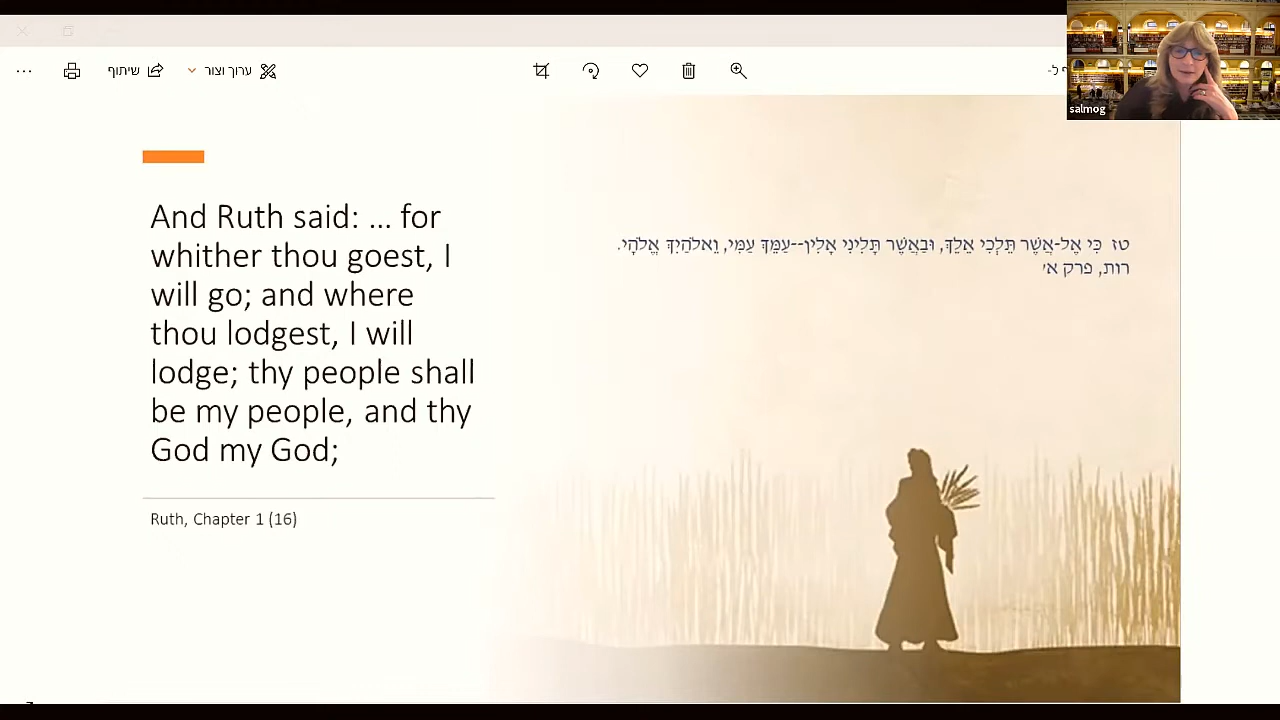 שיתוף
ערוך וצור
salmog
And Ruth said: ... for
whither thou goest, I
will go; and where
thou lodgest, I will
lodge; thy people shall
be my people, and thy
God my God;
Ruth, Chapter 1 (16)
טז כִּי אֶל-אֲשֶׁר תֵּלְכִי אֵלֵךְ, וּבַאֲשֶׁר תָּלִינִי אָלִין--עַמֵּךְ עַמִּי, וֵאלֹהַיִךְ אֱלֹהָי.
רות, פרק א'